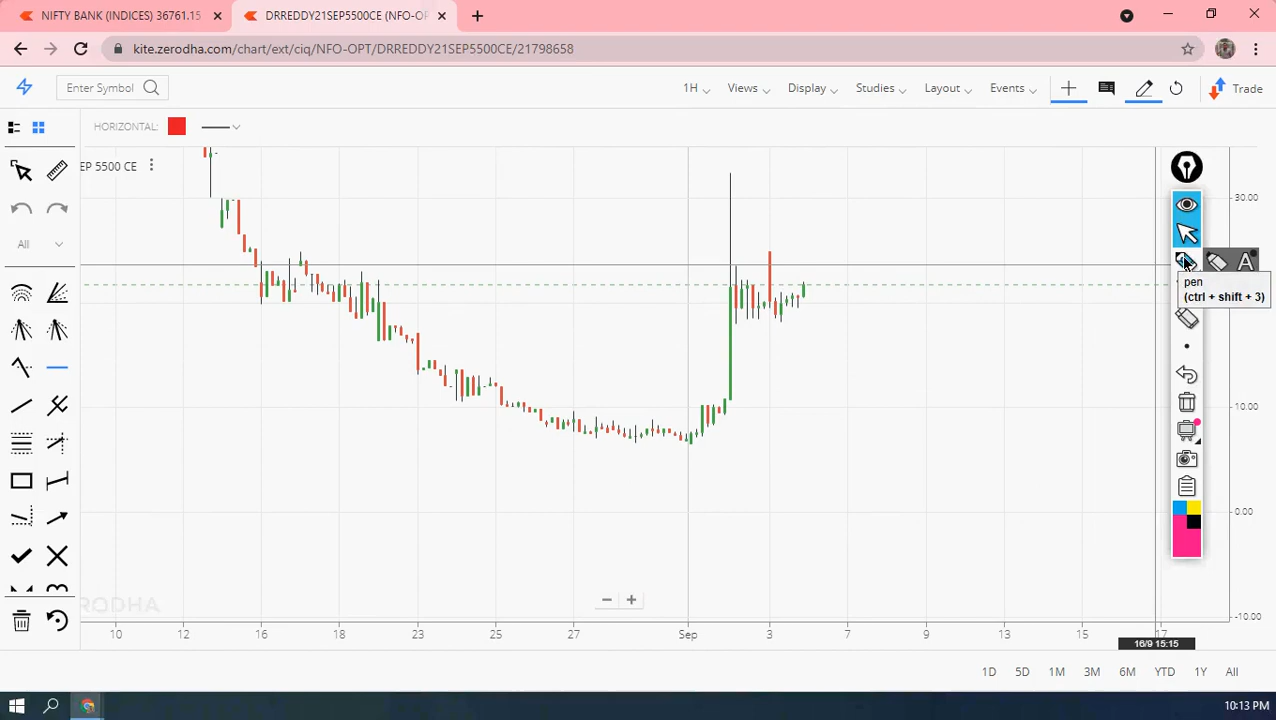 NIFTY BANK (INDICES) 36761.15
DRREDDY21SEP5500CE (NFO-OP
kite.zerodha.com/chart/ext/ciq/NFO-OPT/DRREDDY21SEP5500CE/21798658
Enter Symbol
1H
Views
Display
Studies
Layout
Events
Trade
HORIZONTAL:
EP 5500 CE
All
A
pen
(ctrl + shift + 3)
30.00
10.00
0.00
-10.00
10 12 16 18 23 25 27 Sep 3 7 9 13 15 17
16/9 15:15
1D 5D 1M 3M 6M YTD 1Y All
10:13 PM